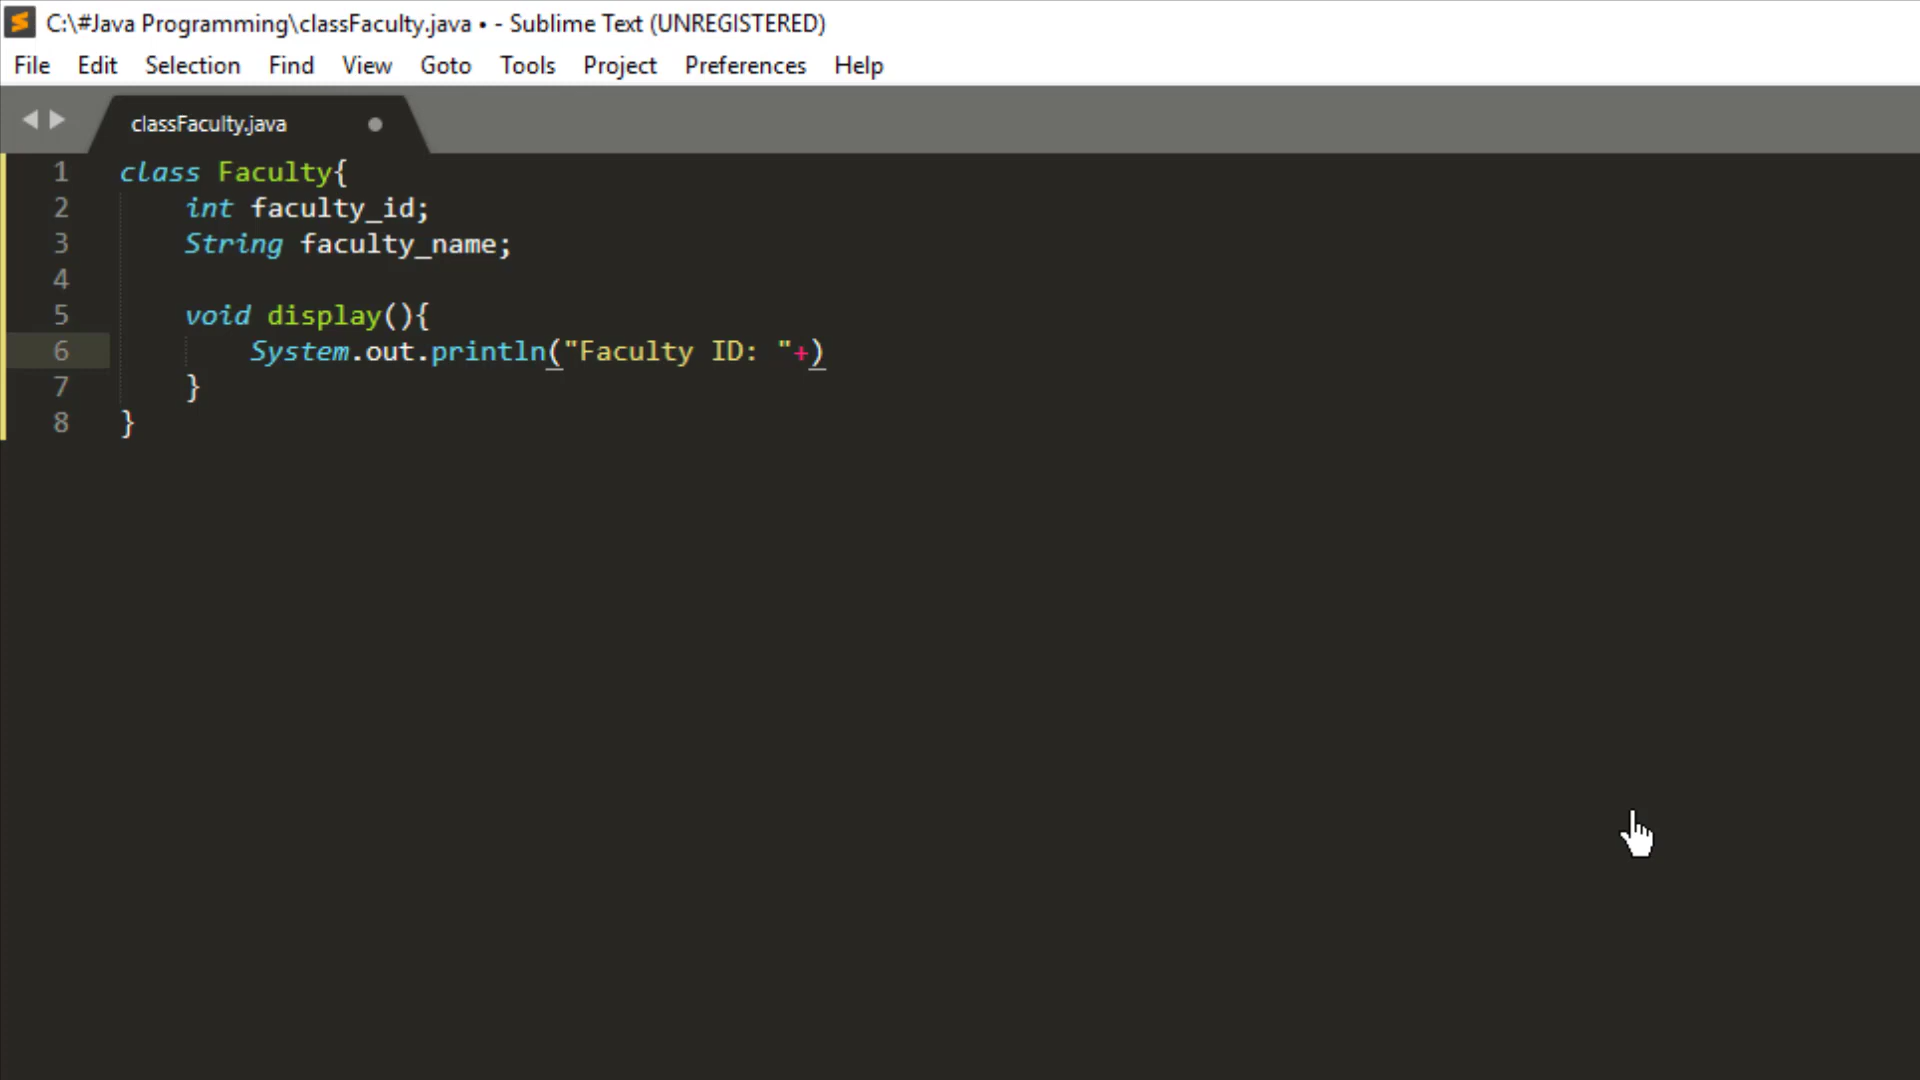 C:\#Java Programming\classFaculty.java • - Sublime Text (UNREGISTERED)
File Edit Selection Find View Goto Tools Project Preferences Help
classFaculty.java
1 class Faculty{
2 int faculty_id;
3 String faculty_name;
4
5 void display(){
6 System.out.println("Faculty ID: "+)
7 }
8 }